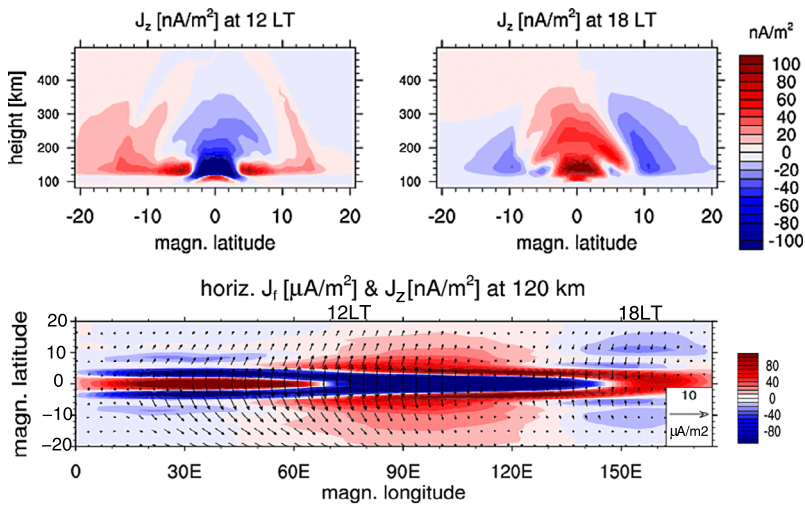 J_z [nA/m²] at 12 LT
J_z [nA/m²] at 18 LT
nA/m²
height [km]
400
300
200
100
-20 -10 0 10 20
magn. latitude
400
300
200
100
-20 -10 0 10 20
magn. latitude
100
80
60
40
20
0
-20
-40
-60
-80
-100
horiz. J_f [μA/m²] & J_Z[nA/m²] at 120 km
12LT 18LT
magn. latitude
20
10
0
-10
-20
0 30E 60E 90E 120E 150E
magn. longitude
10
μA/m2
80
40
0
-40
-80